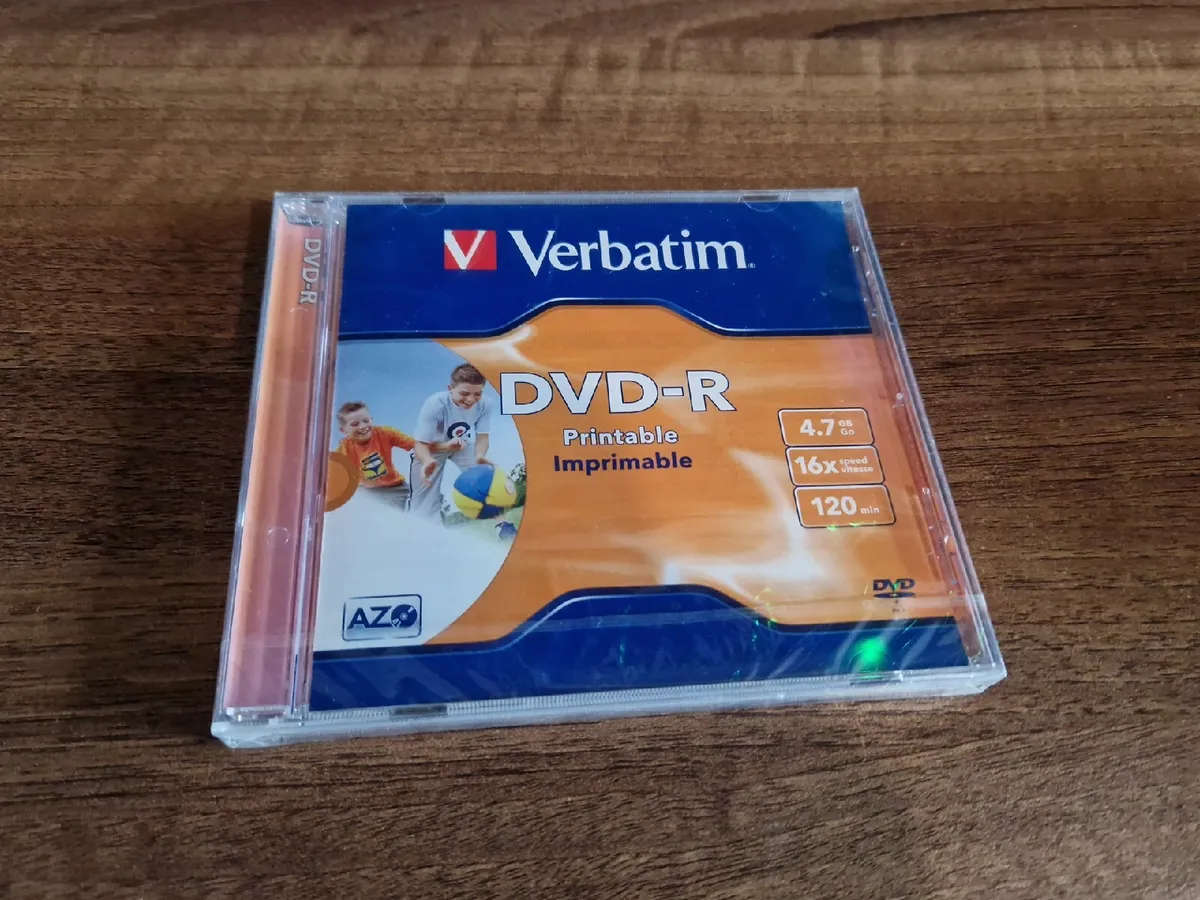 DVD-R
Verbatim
DVD-R
Printable
Imprimable
4.7 GB
Go
16x speed
vitesse
120 min
AZO
DVD